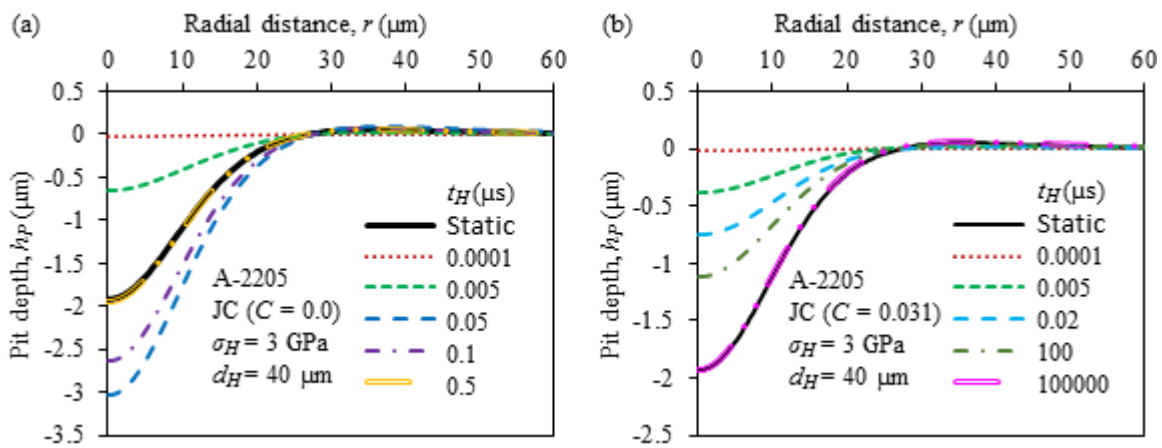 (a)
Radial distance, r (µm)
0 10 20 30 40 50 60
0.5
0
-0.5
-1
-1.5
-2
-2.5
-3
-3.5
Pit depth, hP (µm)
A-2205
JC (C = 0.0)
σH = 3 GPa
dH = 40 µm
tH (µs)
Static
0.0001
0.005
0.05
0.1
0.5
(b)
Radial distance, r (µm)
0 10 20 30 40 50 60
0.5
0
-0.5
-1
-1.5
-2
-2.5
Pit depth, hP (µm)
A-2205
JC (C = 0.031)
σH = 3 GPa
dH = 40 µm
tH (µs)
Static
0.0001
0.005
0.02
100
100000